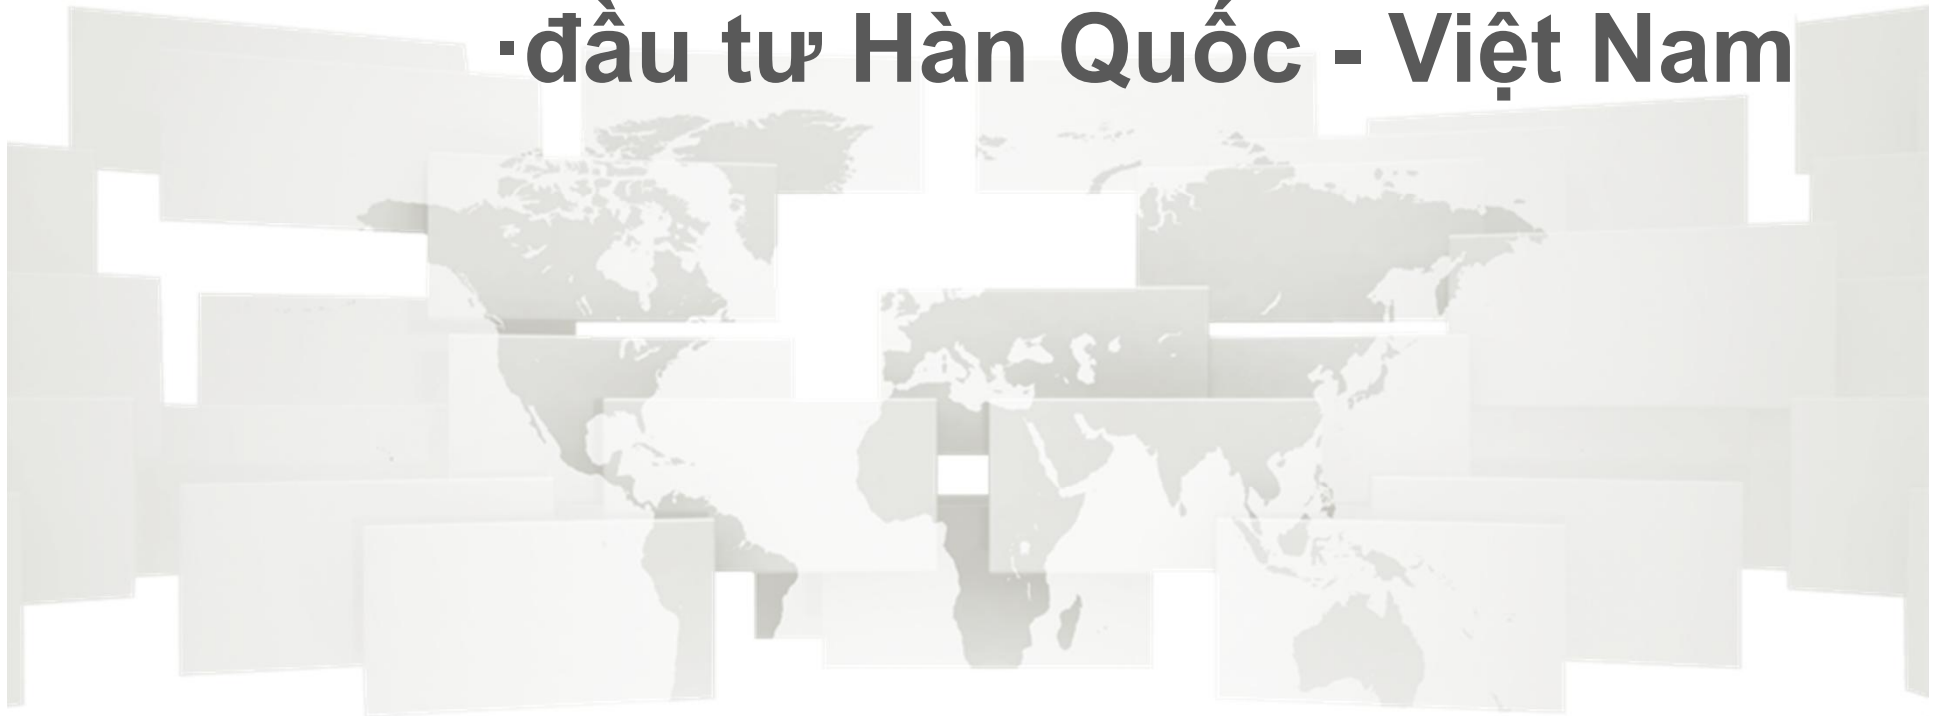 ·đầu tư Hàn Quốc - Việt Nam